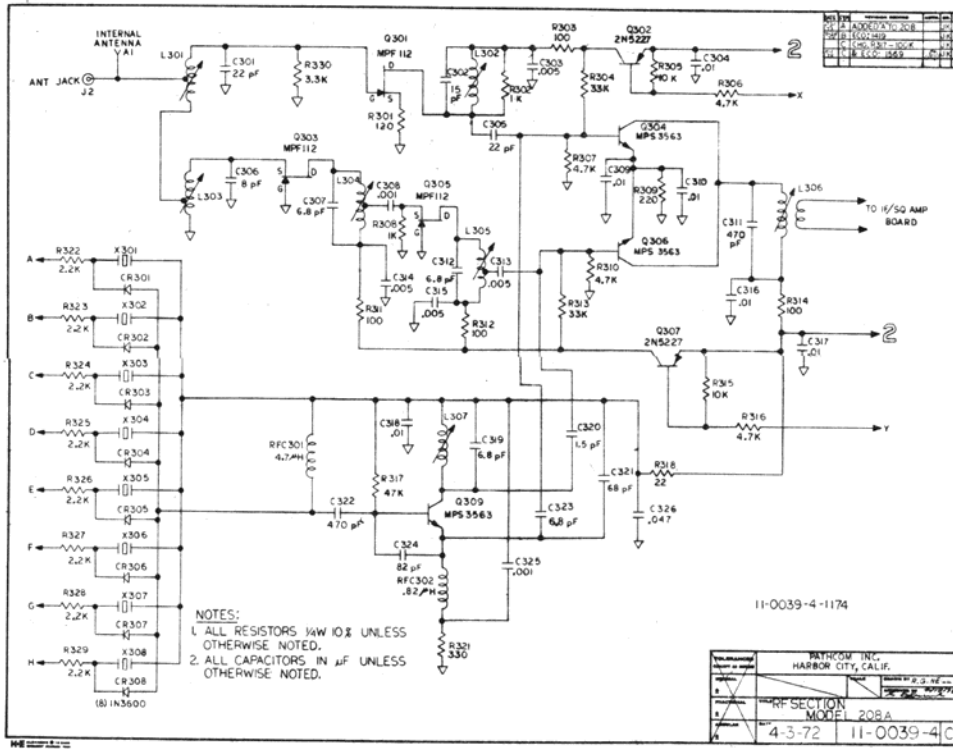 INTERNAL
ANTENNA
VA1
ANT JACK
J2
L301
C301
22 pF
R330
3.3K
Q301
MPF 112
D
G
S
R301
120
C302
15
pF
L302
R302
1K
R303
100
C303
.005
Q302
2N5227
R304
33K
R305
10K
C304
.01
2
R306
4.7K
X
ADDED A TO 208
CHG. R317 - 100K
C305
22 pF
Q303
MPF112
S
D
G
L303
C306
8 pF
C307
6.8 pF
L304
C308
.001
R308
1K
Q305
MPF112
S
D
G
L305
R307
4.7K
Q304
MPS 3563
C309
.01
R309
220
C310
.01
Q306
MPS 3563
L306
C311
470
pF
TO IF/SQ AMP
BOARD
C312
6.8 pF
C313
.005
C314
.005
C315
.005
R310
4.7K
R311
100
R312
100
R313
33K
C316
.01
R314
100
2
C317
.01
Q307
2N5227
R315
10K
R316
4.7K
Y
A
R322
2.2K
X301
CR301
B
R323
2.2K
X302
CR302
C
R324
2.2K
X303
CR303
D
R325
2.2K
X304
CR304
E
R326
2.2K
X305
CR305
F
R327
2.2K
X306
CR306
G
R328
2.2K
X307
CR307
H
R329
2.2K
X308
CR308
(8) IN3600
RFC301
4.7μH
C318
.01
L307
C319
6.8 pF
C320
1.5 pF
C321
68 pF
R317
47K
Q309
MPS3563
C322
470 pF
C323
6.8 pF
R318
22
C326
.047
C324
82 pF
C325
.001
RFC302
.82μH
R321
330
NOTES:
1. ALL RESISTORS 1/4W 10% UNLESS
OTHERWISE NOTED.
2. ALL CAPACITORS IN μF UNLESS
OTHERWISE NOTED.
11-0039-4-1174
TOLERANCES
PATHCOM INC.
HARBOR CITY, CALIF.
RF SECTION
MODEL 208A
4-3-72
11-0039-4
C